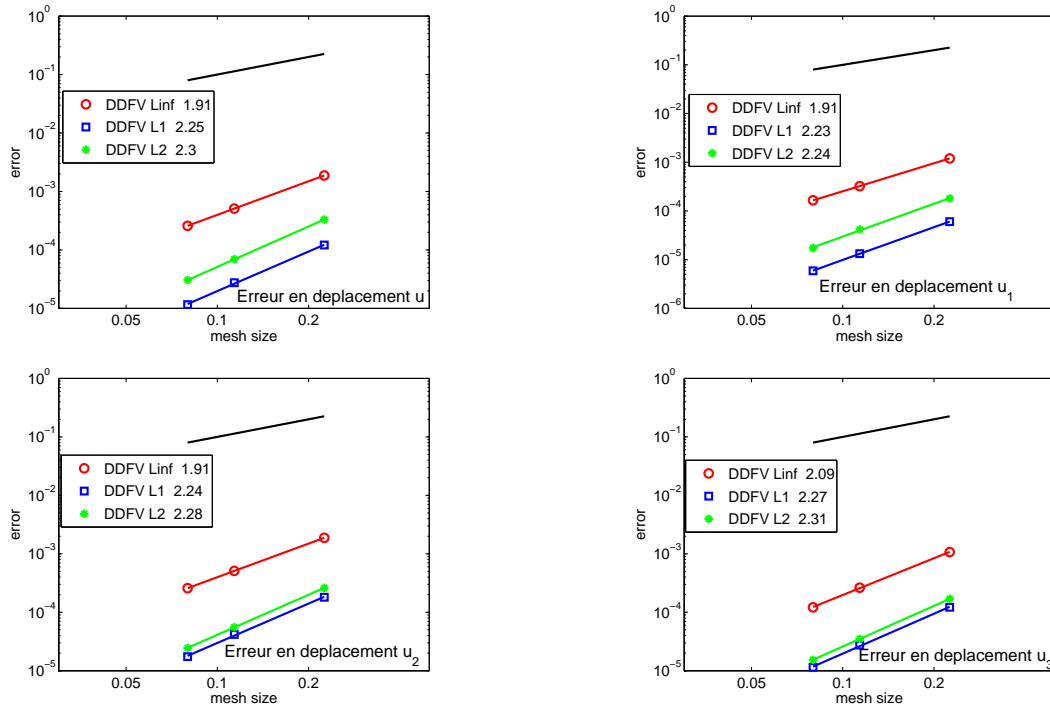 10^0
10^-1
10^-2
10^-3
10^-4
10^-5
error
DDFV Linf 1.91
DDFV L1 2.25
DDFV L2 2.3
Erreur en deplacement u
0.05 0.1 0.2
mesh size
10^0
10^-1
10^-2
10^-3
10^-4
10^-5
10^-6
error
DDFV Linf 1.91
DDFV L1 2.23
DDFV L2 2.24
Erreur en deplacement u_1
0.05 0.1 0.2
mesh size
10^0
10^-1
10^-2
10^-3
10^-4
10^-5
error
DDFV Linf 1.91
DDFV L1 2.24
DDFV L2 2.28
Erreur en deplacement u_2
0.05 0.1 0.2
mesh size
10^0
10^-1
10^-2
10^-3
10^-4
10^-5
error
DDFV Linf 2.09
DDFV L1 2.27
DDFV L2 2.31
Erreur en deplacement u_3
0.05 0.1 0.2
mesh size